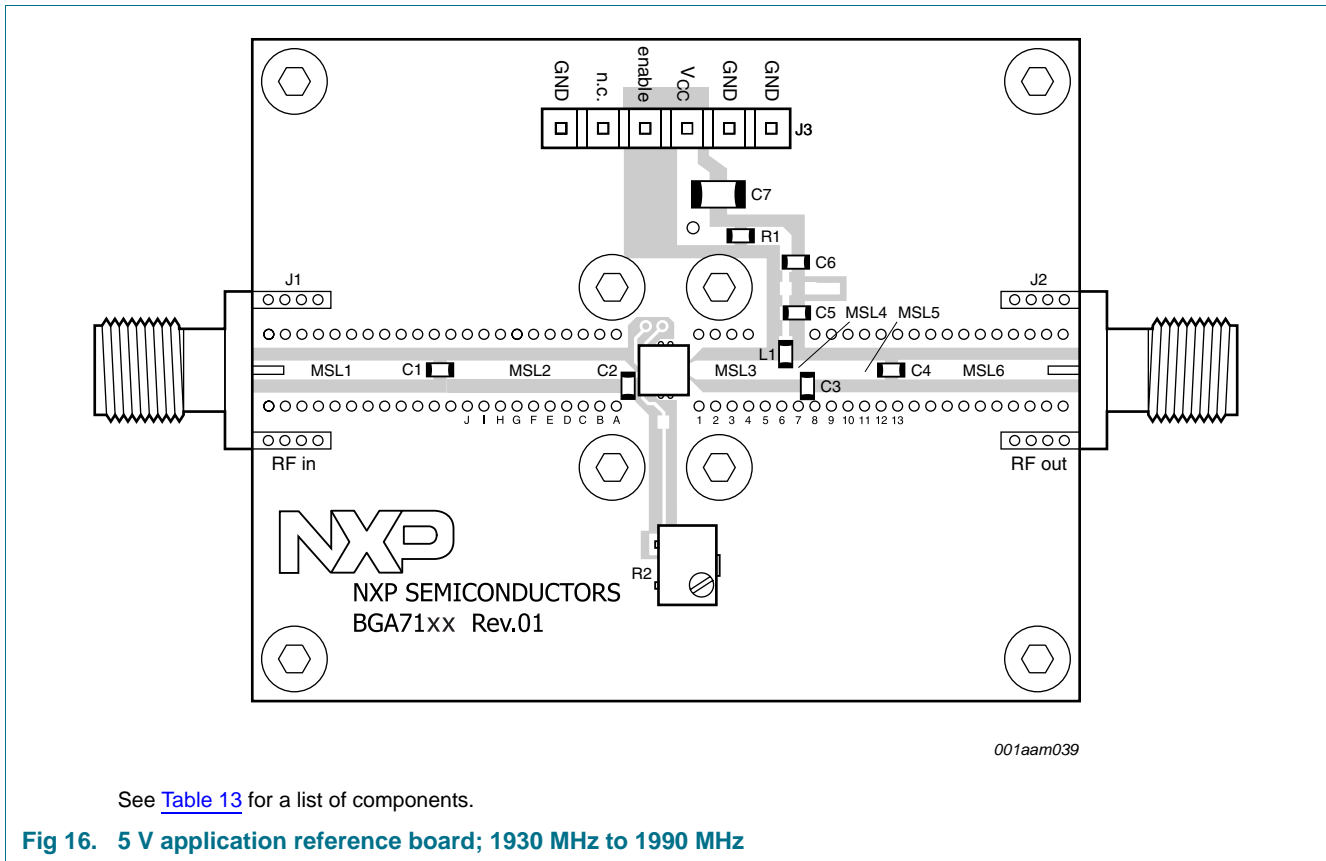 GND
n.c.
enable
VCC
GND
GND
J3
C7
R1
C6
J1
J2
C5
MSL4
MSL5
L1
MSL1
C1
MSL2
C2
MSL3
C3
C4
MSL6
J I H G F E D C B A
1 2 3 4 5 6 7 8 9 10 11 12 13
RF in
RF out
NXP
R2
NXP SEMICONDUCTORS
BGA71xx Rev.01
001aam039
See Table 13 for a list of components.
Fig 16. 5 V application reference board; 1930 MHz to 1990 MHz